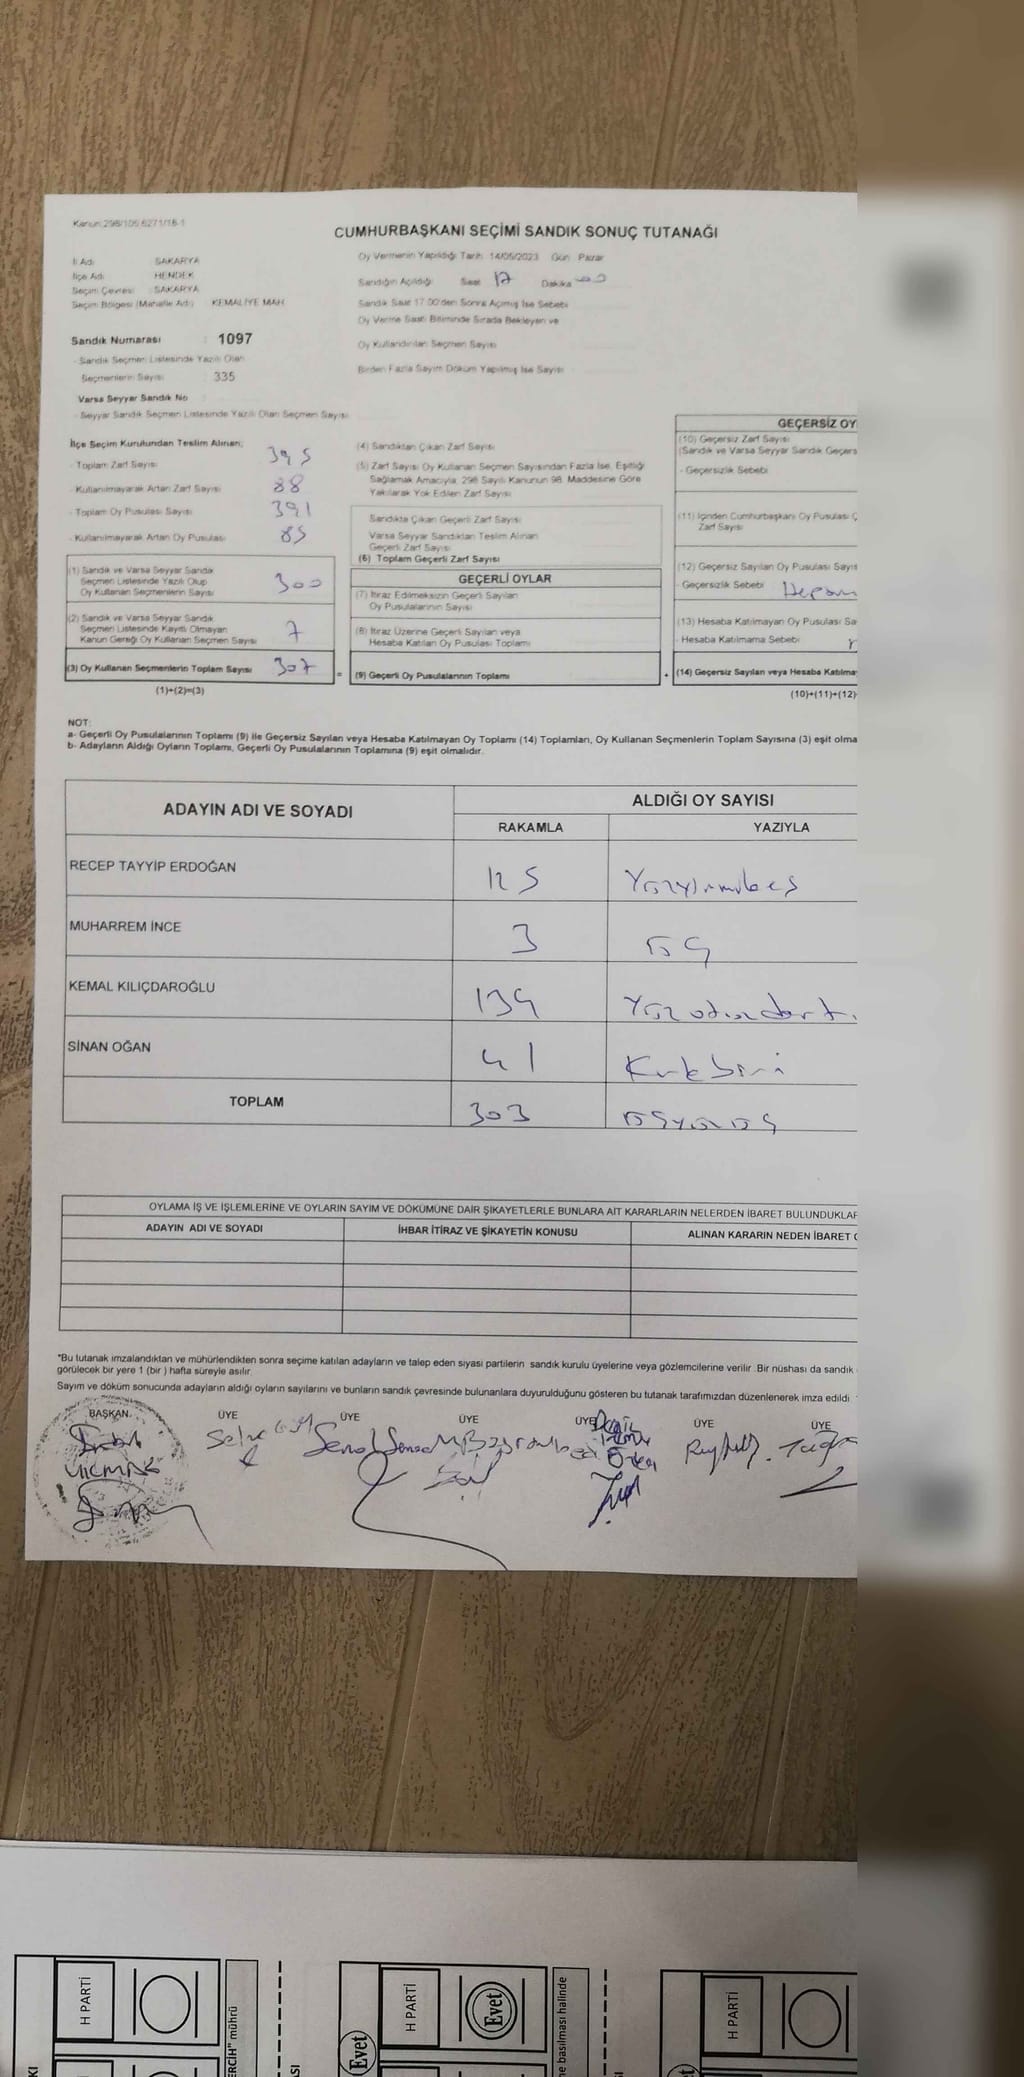 Kanun:298/105,6271/18-1
CUMHURBAŞKANI SEÇİMİ SANDIK SONUÇ TUTANAĞI
İl Adı SAKARYA
İlçe Adı HENDEK
Seçim Çevresi SAKARYA
Seçim Bölgesi (Mahalle Adı) KEMALİYE MAH
Oy Vermenin Yapıldığı Tarih 14/05/2023 Gün Pazar
Sandığın Açıldığı Saat 17 Dakika 00
Sandık Saat 17.00'den Sonra Açılmış İse Sebebi
Oy Verme Saati Bitiminde Sırada Bekleyen ve
Oy Kullandırılan Seçmen Sayısı
Birden Fazla Sayım Döküm Yapılmış İse Sayısı
Sandık Numarası : 1097
- Sandık Seçmen Listesinde Yazılı Olan
Seçmenlerin Sayısı : 335
Varsa Seyyar Sandık No
- Seyyar Sandık Seçmen Listesinde Yazılı Olan Seçmen Sayısı
İlçe Seçim Kurulundan Teslim Alınan;
- Toplam Zarf Sayısı 395
- Kullanılmayarak Artan Zarf Sayısı 88
- Toplam Oy Pusulası Sayısı 391
- Kullanılmayarak Artan Oy Pusulası 85
(1) Sandık ve Varsa Seyyar Sandık
Seçmen Listesinde Yazılı Olup
Oy Kullanan Seçmenlerin Sayısı 300
(2) Sandık ve Varsa Seyyar Sandık
Seçmen Listesinde Kayıtlı Olmayan
Kanun Gereği Oy Kullanan Seçmen Sayısı 7
(3) Oy Kullanan Seçmenlerin Toplam Sayısı 307
(1)+(2)=(3)
(4) Sandıktan Çıkan Zarf Sayısı
(5) Zarf Sayısı Oy Kullanan Seçmen Sayısından Fazla İse, Eşitliği
Sağlamak Amacıyla, 298 Sayılı Kanunun 98. Maddesine Göre
Yakılarak Yok Edilen Zarf Sayısı
Sandıkta Çıkan Geçerli Zarf Sayısı
Varsa Seyyar Sandıktan Teslim Alınan
Geçerli Zarf Sayısı
(6) Toplam Geçerli Zarf Sayısı
GEÇERLİ OYLAR
(7) İtiraz Edilmeksizin Geçerli Sayılan
Oy Pusulalarının Sayısı
(8) İtiraz Üzerine Geçerli Sayılan veya
Hesaba Katılan Oy Pusulası Toplamı
= (9) Geçerli Oy Pusulalarının Toplamı +
GEÇERSİZ OY
(10) Geçersiz Zarf Sayısı
(Sandık ve Varsa Seyyar Sandık Geçers
- Geçersizlik Sebebi
(11) İçinden Cumhurbaşkanı Oy Pusulası Ç
Zarf Sayısı
(12) Geçersiz Sayılan Oy Pusulası Sayıs
- Geçersizlik Sebebi
(13) Hesaba Katılmayan Oy Pusulası Sa
- Hesaba Katılmama Sebebi
(14) Geçersiz Sayılan veya Hesaba Katılma
(10)+(11)+(12)
NOT:
a- Geçerli Oy Pusulalarının Toplamı (9) ile Geçersiz Sayılan veya Hesaba Katılmayan Oy Toplamı (14) Toplamları, Oy Kullanan Seçmenlerin Toplam Sayısına (3) eşit olma
b- Adayların Aldığı Oyların Toplamı, Geçerli Oy Pusulalarının Toplamına (9) eşit olmalıdır.
ADAYIN ADI VE SOYADI
ALDIĞI OY SAYISI
RAKAMLA YAZIYLA
RECEP TAYYİP ERDOĞAN 125 Yüzyirmibeş
MUHARREM İNCE 3 üç
KEMAL KILIÇDAROĞLU 134 Yüzotuzdört
SİNAN OĞAN 41 Kırkbiri
TOPLAM 303 üçyüzüç
OYLAMA İŞ VE İŞLEMLERİNE VE OYLARIN SAYIM VE DÖKÜMÜNE DAİR ŞİKAYETLERLE BUNLARA AİT KARARLARIN NELERDEN İBARET BULUNDUKLAR
ADAYIN ADI VE SOYADI İHBAR İTİRAZ VE ŞİKAYETİN KONUSU ALINAN KARARIN NEDEN İBARET
*Bu tutanak imzalandıktan ve mühürlendikten sonra seçime katılan adayların ve talep eden siyasi partilerin sandık kurulu üyelerine veya gözlemcilerine verilir. Bir nüshası da sandık
görülecek bir yere 1 (bir ) hafta süreyle asılır
Sayım ve döküm sonucunda adayların aldığı oyların sayılarını ve bunların sandık çevresinde bulunanlara duyurulduğunu gösteren bu tutanak tarafımızdan düzenlenerek imza edildi
BAŞKAN ÜYE ÜYE ÜYE ÜYE ÜYE ÜYE
H PARTİ
ERCİH" mührü
Evet
H PARTİ
Evet
ne basılması halinde
H PARTİ